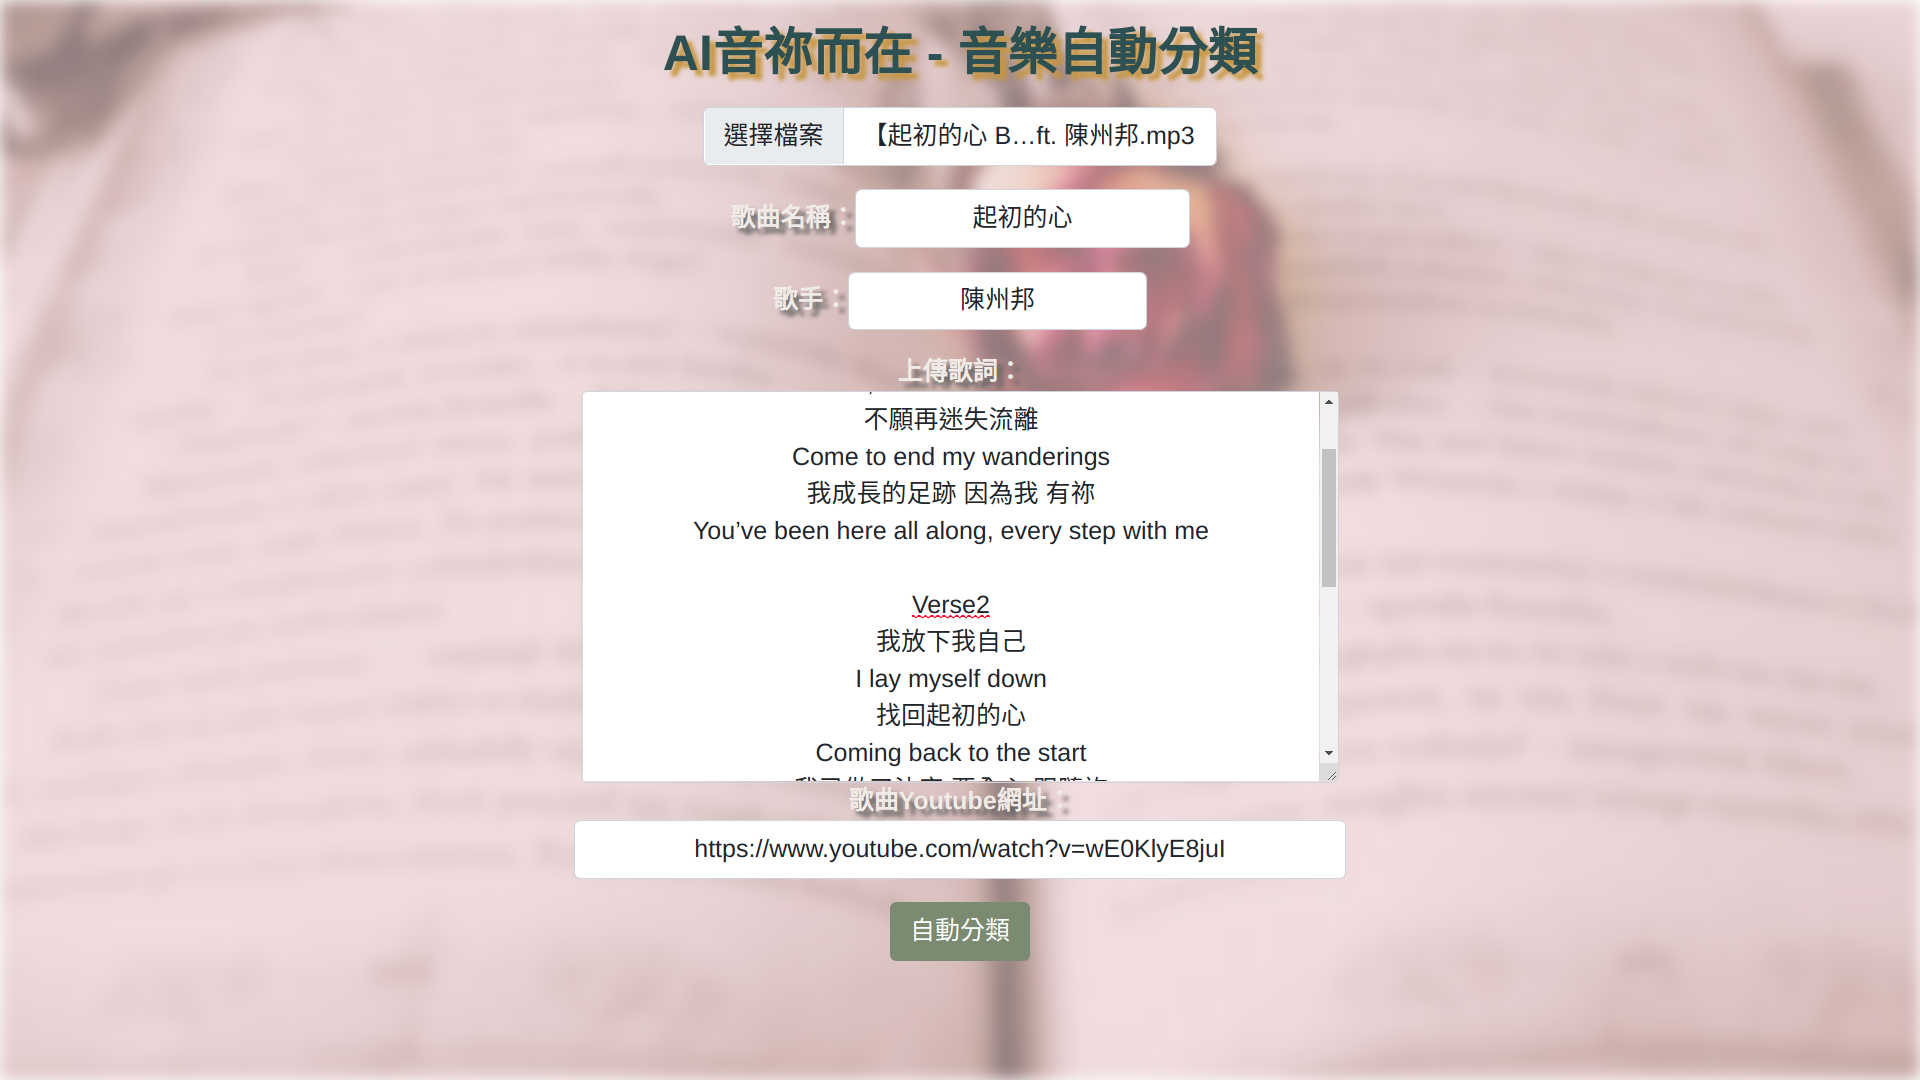 AI音祢而在 - 音樂自動分類
選擇檔案 【起初的心 B…ft. 陳州邦.mp3
歌曲名稱： 起初的心
歌手： 陳州邦
上傳歌詞：
不願再迷失流離
Come to end my wanderings
我成長的足跡 因為我 有祢
You’ve been here all along, every step with me
Verse2
我放下我自己
I lay myself down
找回起初的心
Coming back to the start
歌曲Youtube網址：
https://www.youtube.com/watch?v=wE0KlyE8juI
自動分類